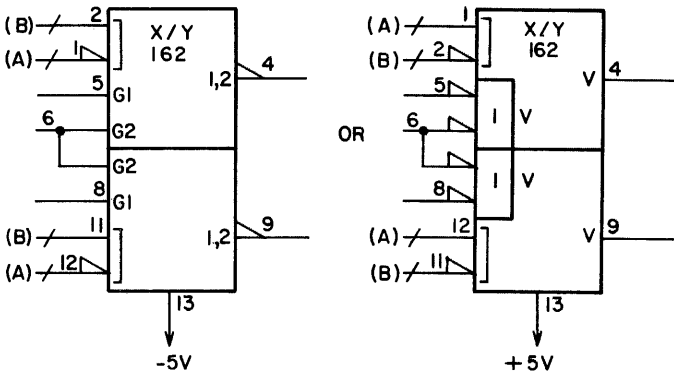 (B) 2 X/Y
(A) 1 162 4
1,2
5 G1
6 G2
G2
8 G1
(B) 11 1,2 9
(A) 12
13
-5V
OR
(A) 1 X/Y
(B) 2 162 4
V
5
6 1 V
1 V
8
(A) 12 V 9
(B) 11
13
+5V